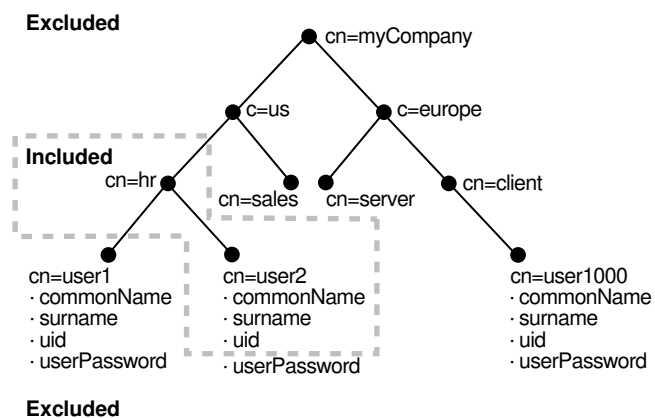 Excluded
cn=myCompany
c=us
c=europe
Included
cn=hr
cn=sales
cn=server
cn=client
cn=user1
· commonName
· surname
· uid
· userPassword
cn=user2
· commonName
· surname
· uid
· userPassword
cn=user1000
· commonName
· surname
· uid
· userPassword
Excluded